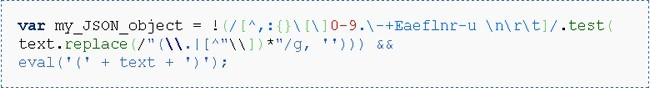 var my_JSON_object = !(/[^,:{}\[\]0-9.\-+Eaeflnr-u \n\r\t]/.test(
text.replace(/"(\\.|[^"\\])*"/g, ''))) &&
eval('(' + text + ')');